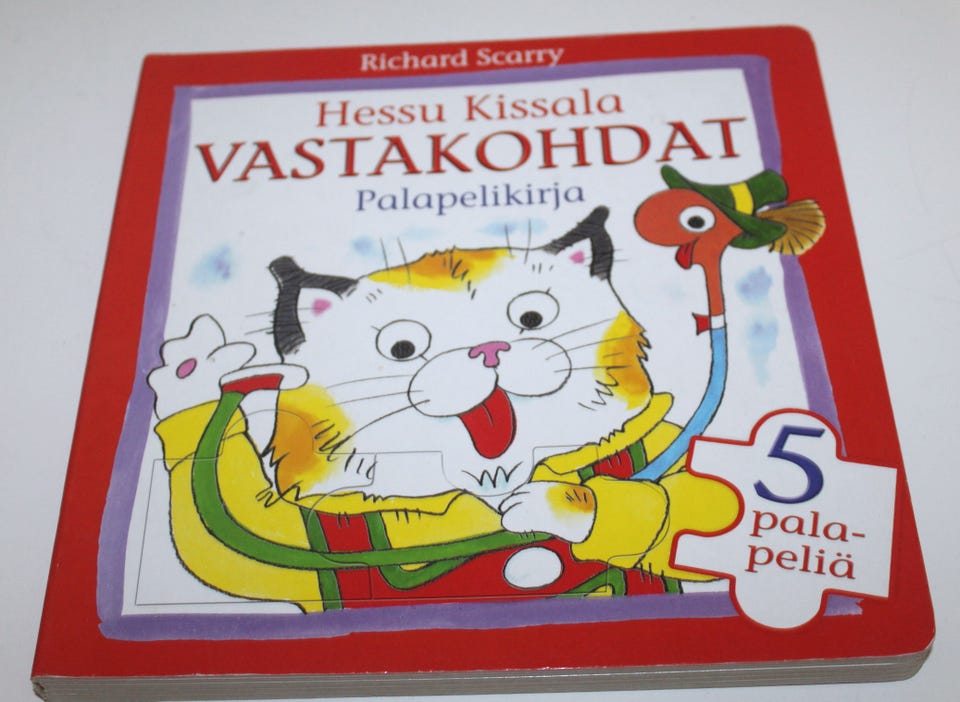 Richard Scarry
Hessu Kissala
VASTAKOHDAT
Palapelikirja
5
pala-
peliä